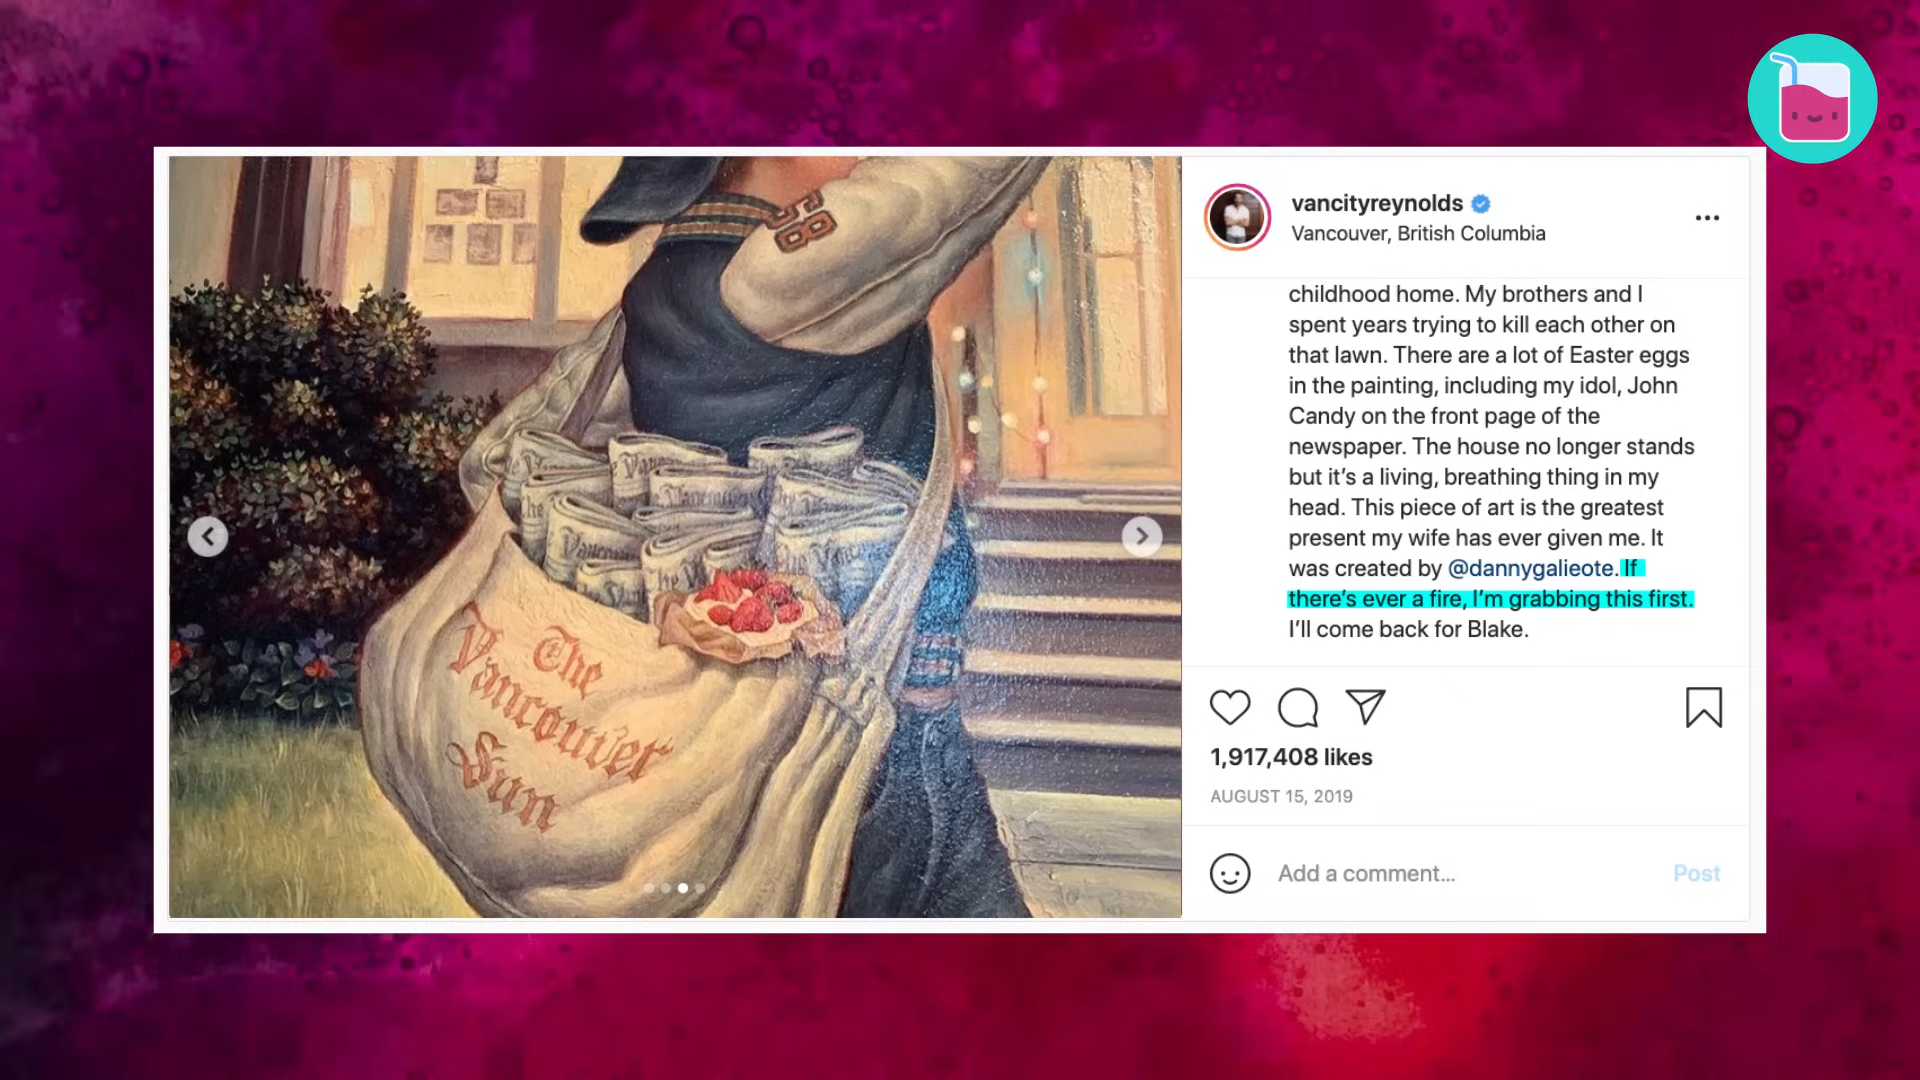 vancityreynolds
Vancouver, British Columbia
childhood home. My brothers and I
spent years trying to kill each other on
that lawn. There are a lot of Easter eggs
in the painting, including my idol, John
Candy on the front page of the
newspaper. The house no longer stands
but it’s a living, breathing thing in my
head. This piece of art is the greatest
present my wife has ever given me. It
was created by @dannygalieote. If
there’s ever a fire, I’m grabbing this first.
I’ll come back for Blake.
1,917,408 likes
AUGUST 15, 2019
Add a comment...
Post
The
Vancouver
Sun